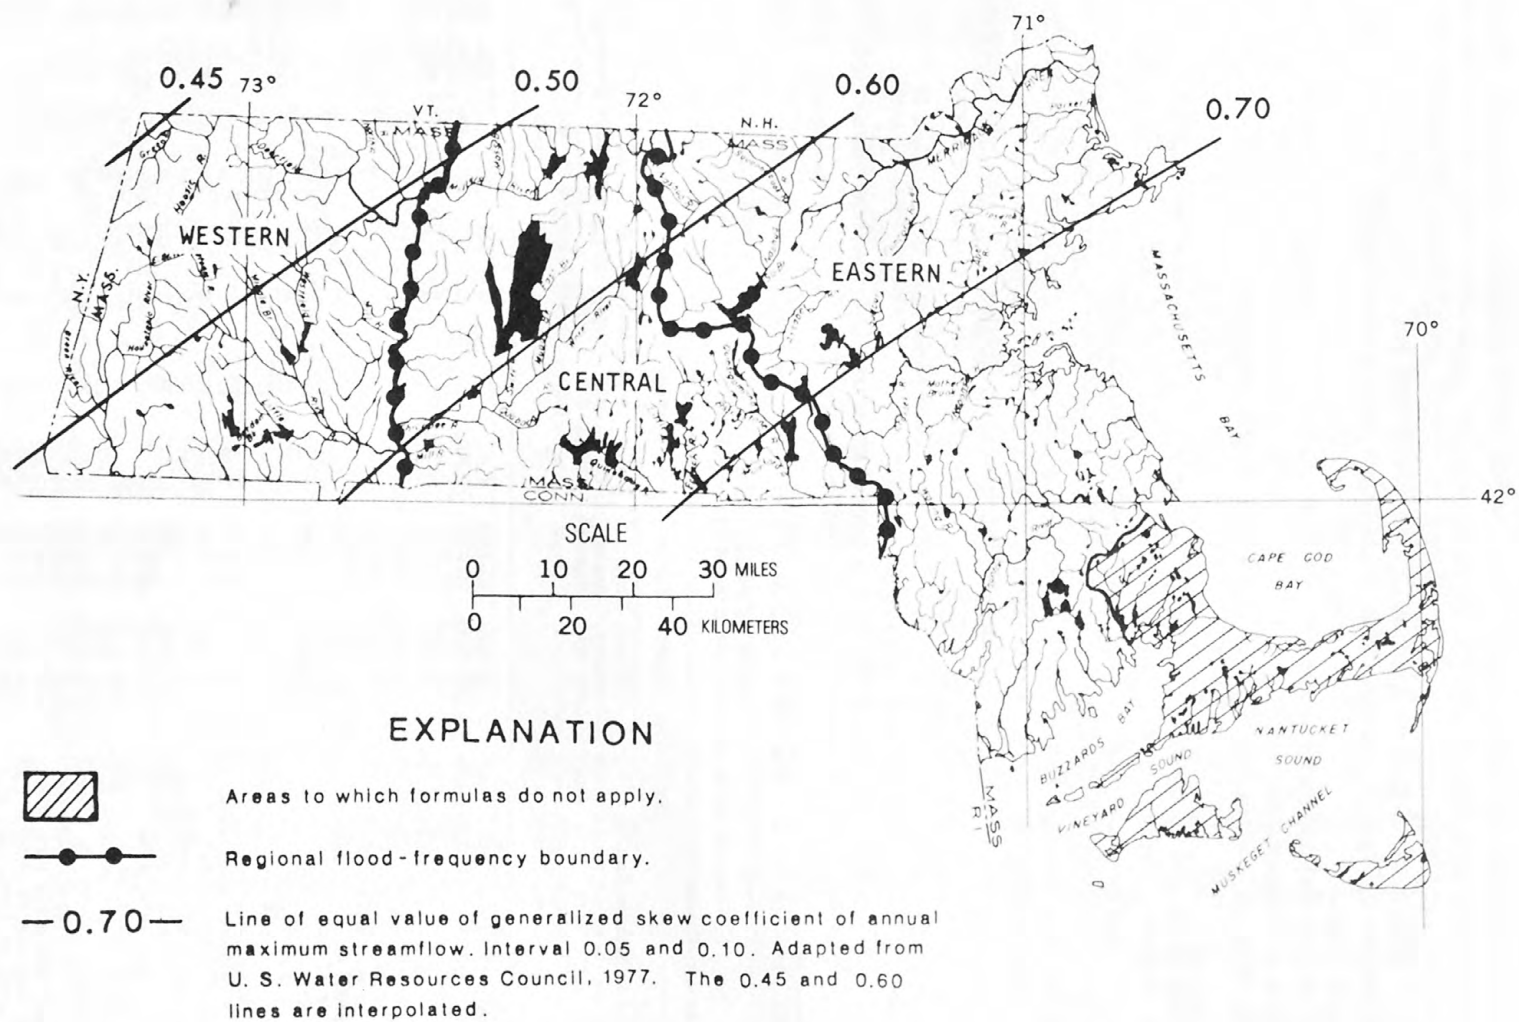 71°
0.45
73°
0.50
72°
0.60
0.70
VT.
MASS
N.H.
MASS
MERRIMACK
WESTERN
EASTERN
CENTRAL
N.Y.
MASS.
MASSACHUSETTS BAY
70°
MASS
CONN
42°
SCALE
0 10 20 30 MILES
0 20 40 KILOMETERS
CAPE COD
BAY
BUZZARDS BAY
NANTUCKET
SOUND
VINEYARD SOUND
MUSKEGET CHANNEL
MASS
R I
EXPLANATION
Areas to which formulas do not apply.
Regional flood-frequency boundary.
0.70
Line of equal value of generalized skew coefficient of annual
maximum streamflow. Interval 0.05 and 0.10. Adapted from
U. S. Water Resources Council, 1977. The 0.45 and 0.60
lines are interpolated.